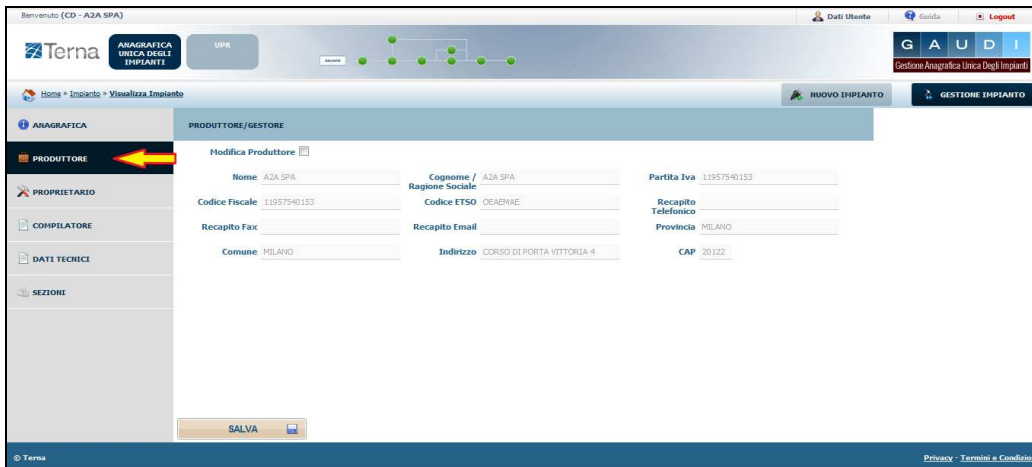 Benvenuto (CD - A2A SPA)
Dati Utente
Guida
Logout
Terna
ANAGRAFICA
UNICA DEGLI
IMPIANTI
UPR
G A U D I
Gestione Anagrafica Unica Degli Impianti
Home » Impianto » Visualizza Impianto
NUOVO IMPIANTO
GESTIONE IMPIANTO
ANAGRAFICA
PRODUTTORE
PROPRIETARIO
COMPILATORE
DATI TECNICI
SEZIONI
PRODUTTORE/GESTORE
Modifica Produttore
Nome A2A SPA
Cognome / Ragione Sociale A2A SPA
Partita Iva 11957540153
Codice Fiscale 11957540153
Codice ETSO OEAEMAE
Recapito Telefonico
Recapito Fax
Recapito Email
Provincia MILANO
Comune MILANO
Indirizzo CORSO DI PORTA VITTORIA 4
CAP 20122
SALVA
© Terna
Privacy - Termini e Condizio